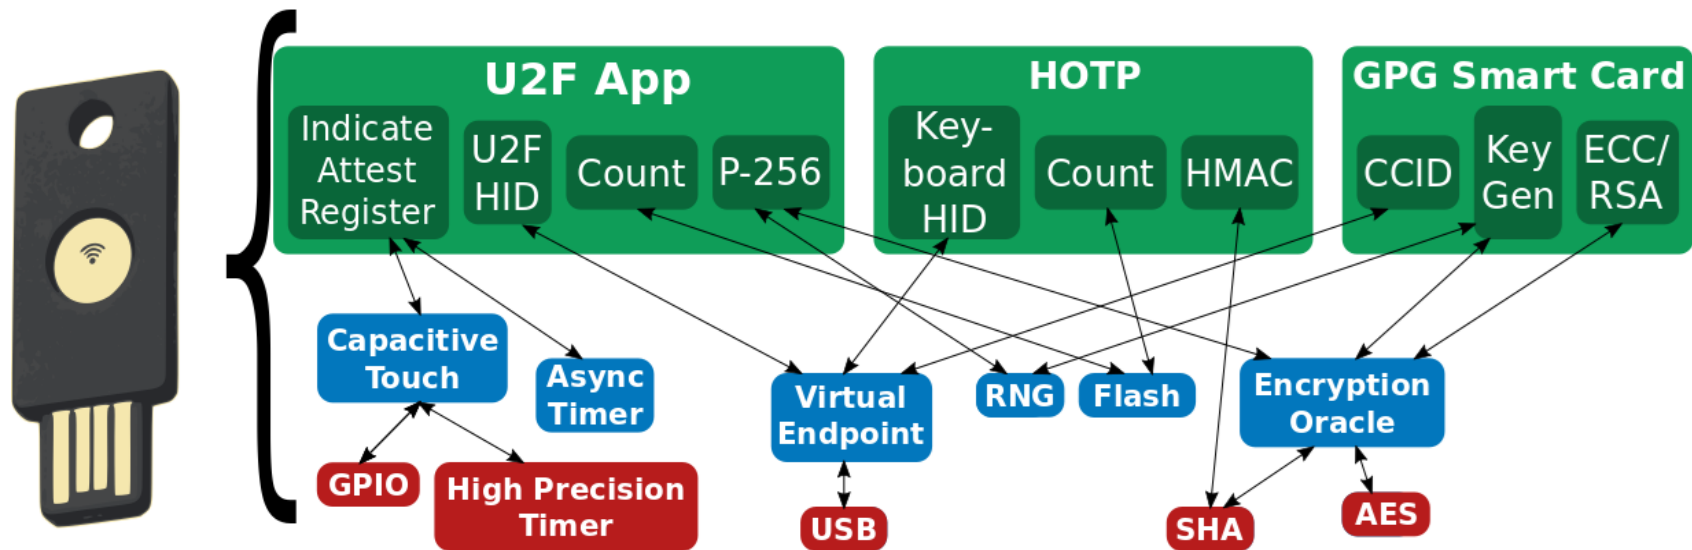 U2F App
HOTP
GPG Smart Card
Indicate
Attest
Register
U2F
HID
Count
P-256
Key-
board
HID
Count
HMAC
CCID
Key
Gen
ECC/
RSA
Capacitive
Touch
Async
Timer
Virtual
Endpoint
RNG
Flash
Encryption
Oracle
GPIO
High Precision
Timer
USB
SHA
AES